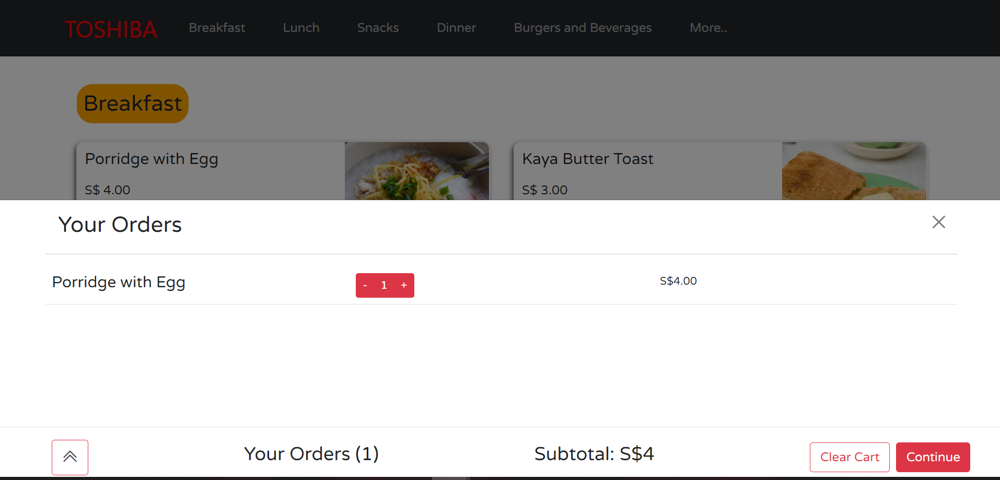 TOSHIBA Breakfast Lunch Snacks Dinner Burgers and Beverages More..
Breakfast
Porridge with Egg
S$ 4.00
Kaya Butter Toast
S$ 3.00
Your Orders
Porridge with Egg - 1 + S$4.00
Your Orders (1) Subtotal: S$4 Clear Cart Continue